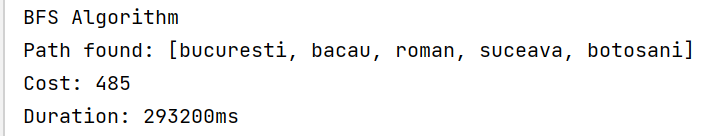 BFS Algorithm
Path found: [bucuresti, bacau, roman, suceava, botosani]
Cost: 485
Duration: 293200ms